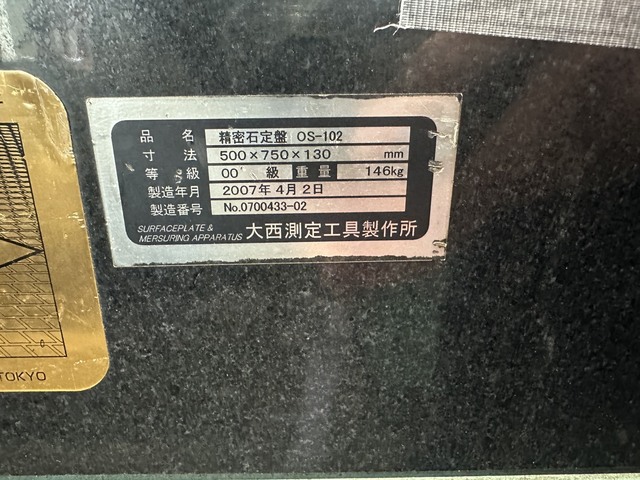 品 名 精密石定盤 OS-102
寸 法 500×750×130 mm
等 級 00 級 重量 146kg
製造年月 2007年 4月 2日
製造番号 No.0700433-02
SURFACEPLATE &
MERSURING APPARATUS 大西測定工具製作所
TOKYO